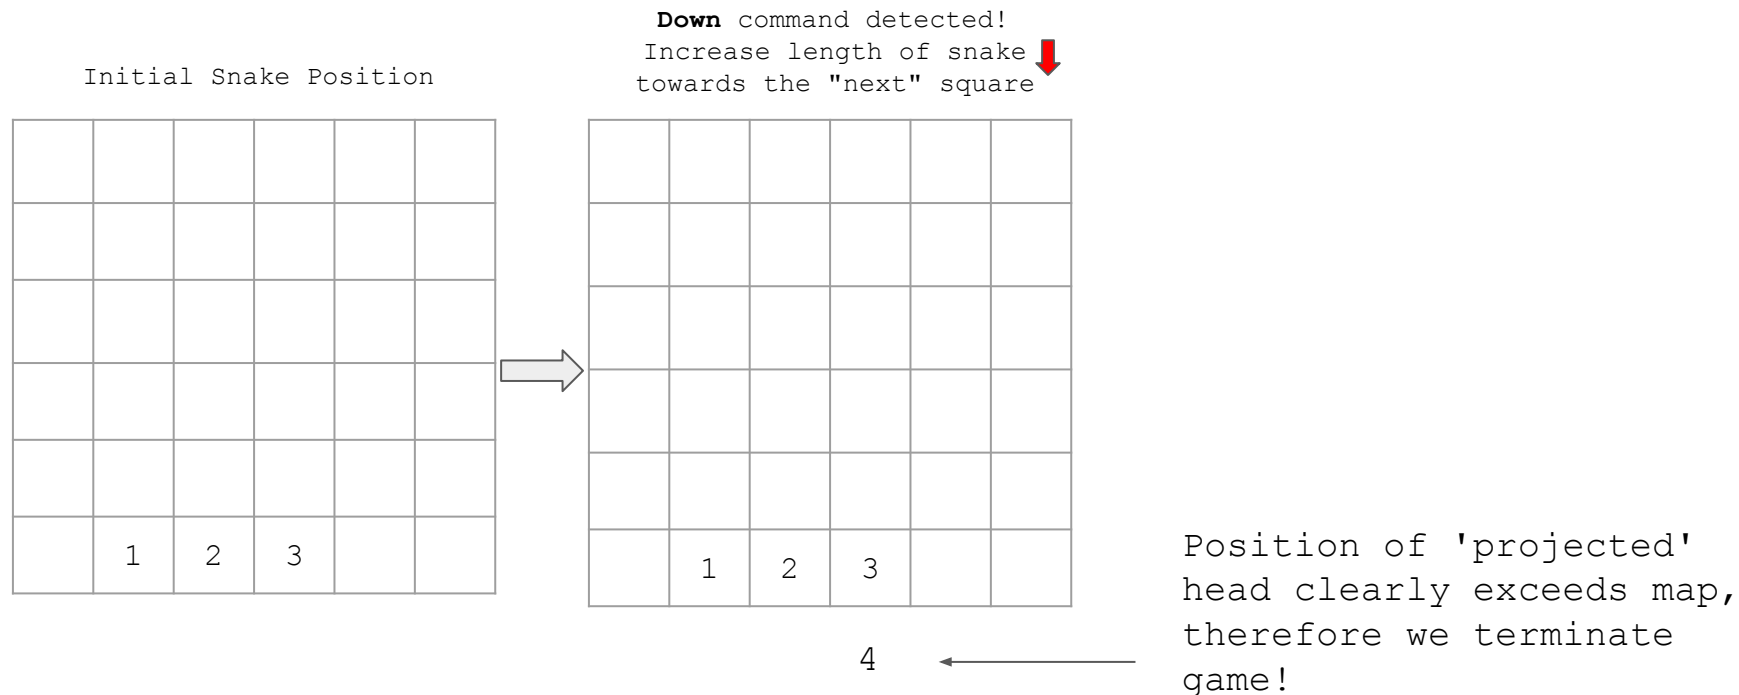 Initial Snake Position
Down command detected!
Increase length of snake
towards the "next" square
1 2 3
1 2 3
4
Position of 'projected'
head clearly exceeds map,
therefore we terminate
game!